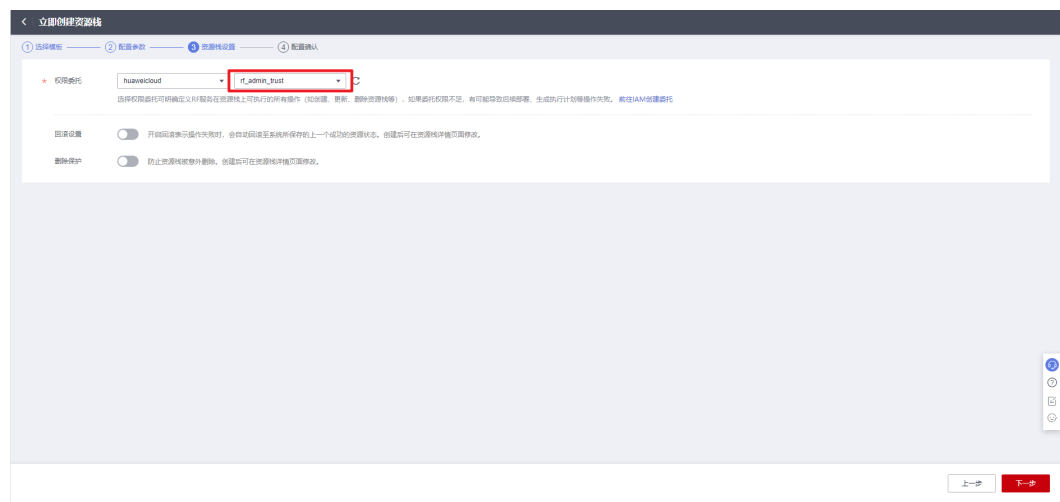 立即创建资源栈
1 选择模板 2 配置参数 3 资源栈设置 4 配置确认
* 权限委托 huaweicloud rf_admin_trust
选择权限委托可明确定义RF服务在资源栈上可执行的所有操作（如创建、更新、删除资源栈等），如果委托权限不足，有可能导致后续部署、生成执行计划等操作失败。 前往IAM创建委托
回滚设置 开启回滚表示操作失败时，会自动回滚至系统所保存的上一个成功的资源状态。创建后可在资源栈详情页面修改。
删除保护 防止资源栈被意外删除。创建后可在资源栈详情页面修改。
上一步 下一步